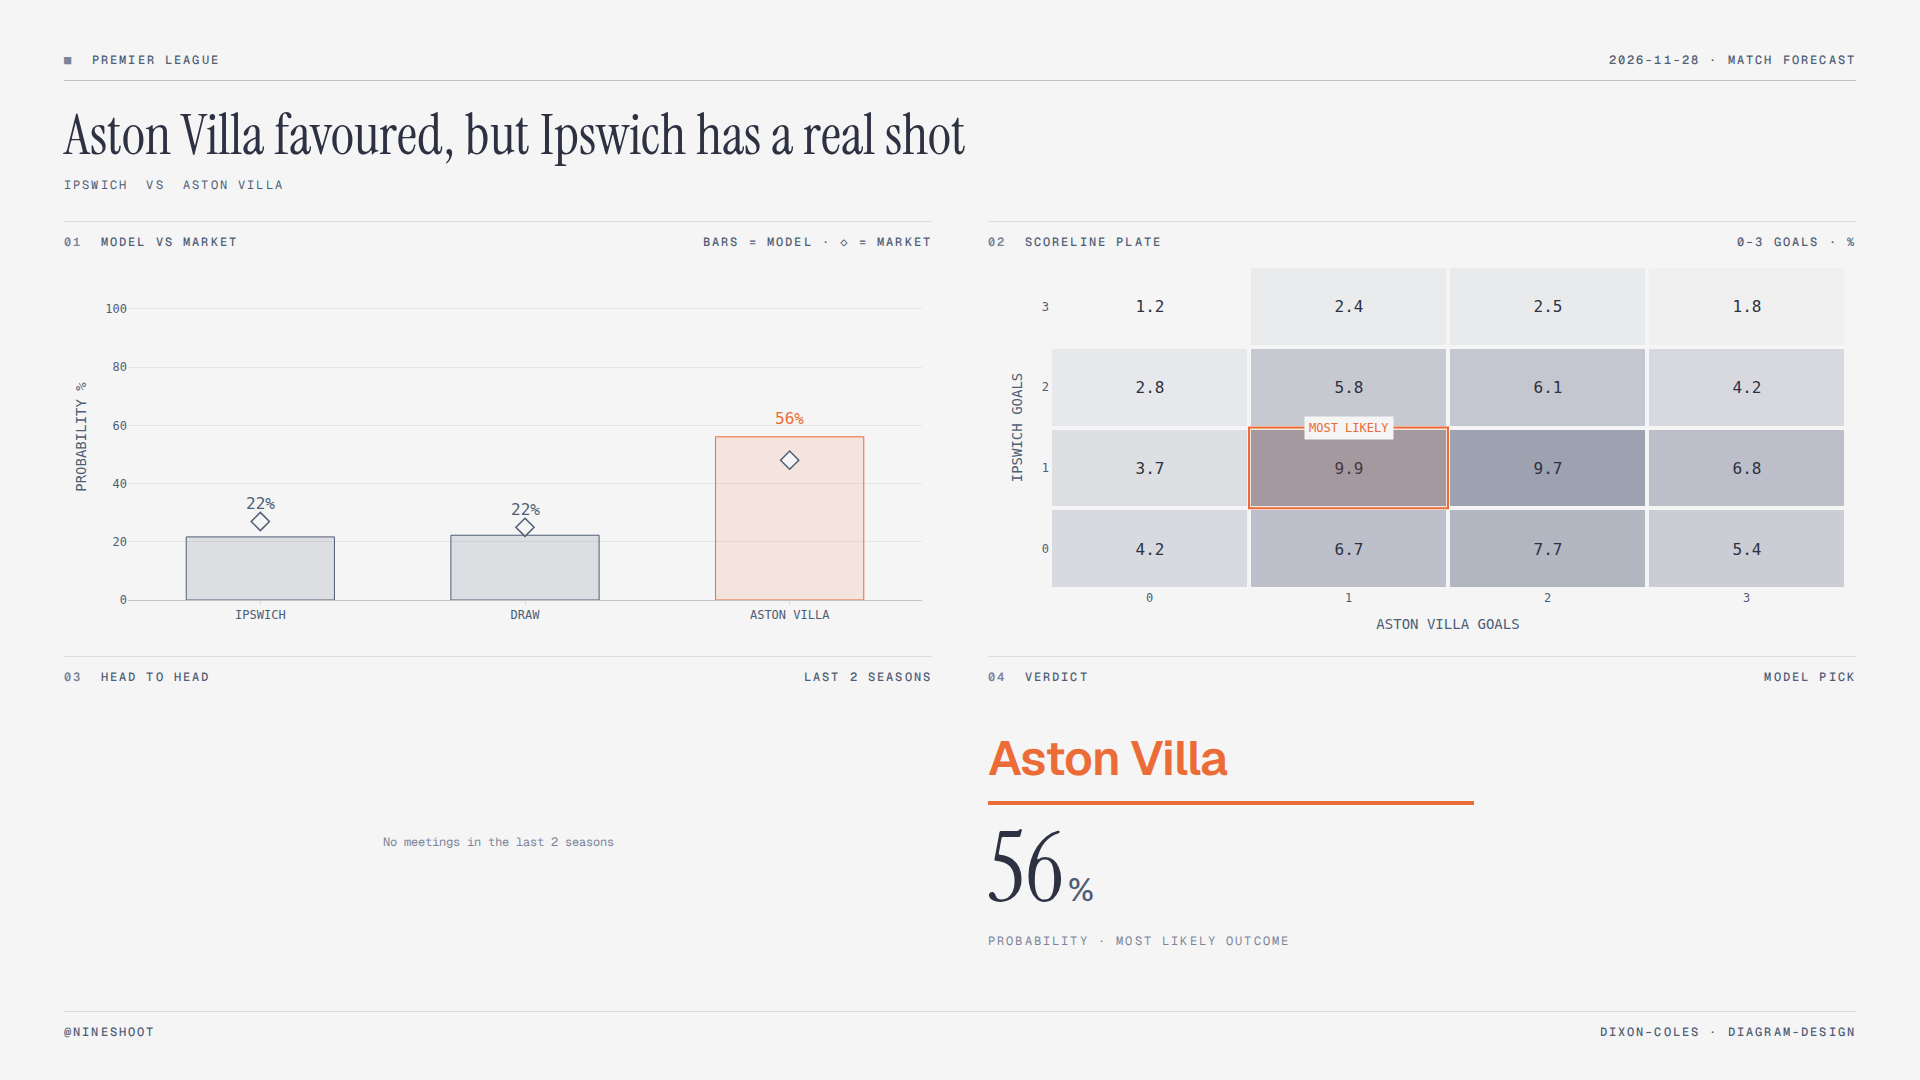 ■ PREMIER LEAGUE
2026-11-28 · MATCH FORECAST
Aston Villa favoured, but Ipswich has a real shot
IPSWICH VS ASTON VILLA
01 MODEL VS MARKET
BARS = MODEL · ◇ = MARKET
PROBABILITY %
100
80
60
40
20
0
22%
22%
56%
IPSWICH
DRAW
ASTON VILLA
02 SCORELINE PLATE
0–3 GOALS · %
IPSWICH GOALS
3 1.2 2.4 2.5 1.8
2 2.8 5.8 6.1 4.2
MOST LIKELY
1 3.7 9.9 9.7 6.8
0 4.2 6.7 7.7 5.4
0 1 2 3
ASTON VILLA GOALS
03 HEAD TO HEAD
LAST 2 SEASONS
No meetings in the last 2 seasons
04 VERDICT
MODEL PICK
Aston Villa
56 %
PROBABILITY · MOST LIKELY OUTCOME
@NINESHOOT
DIXON–COLES · DIAGRAM-DESIGN